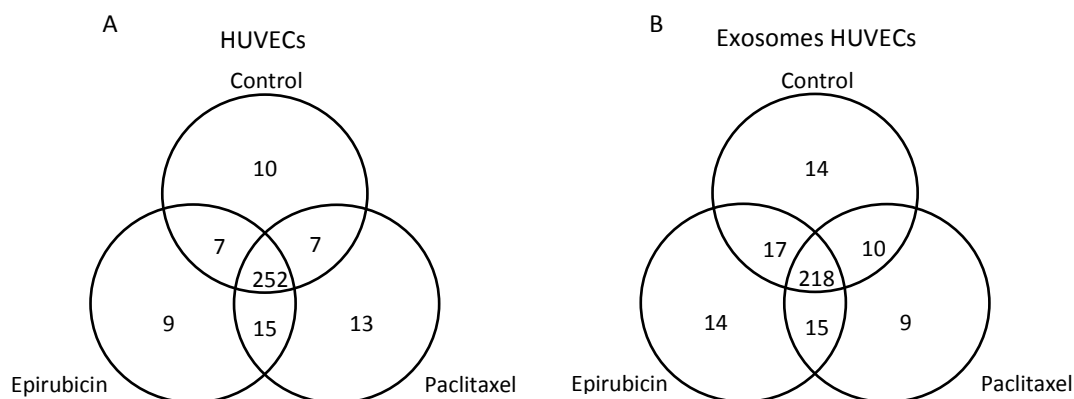 A
HUVECs
Control
10
7
7
252
9
15
13
Epirubicin
Paclitaxel
B
Exosomes HUVECs
Control
14
17
10
218
14
15
9
Epirubicin
Paclitaxel